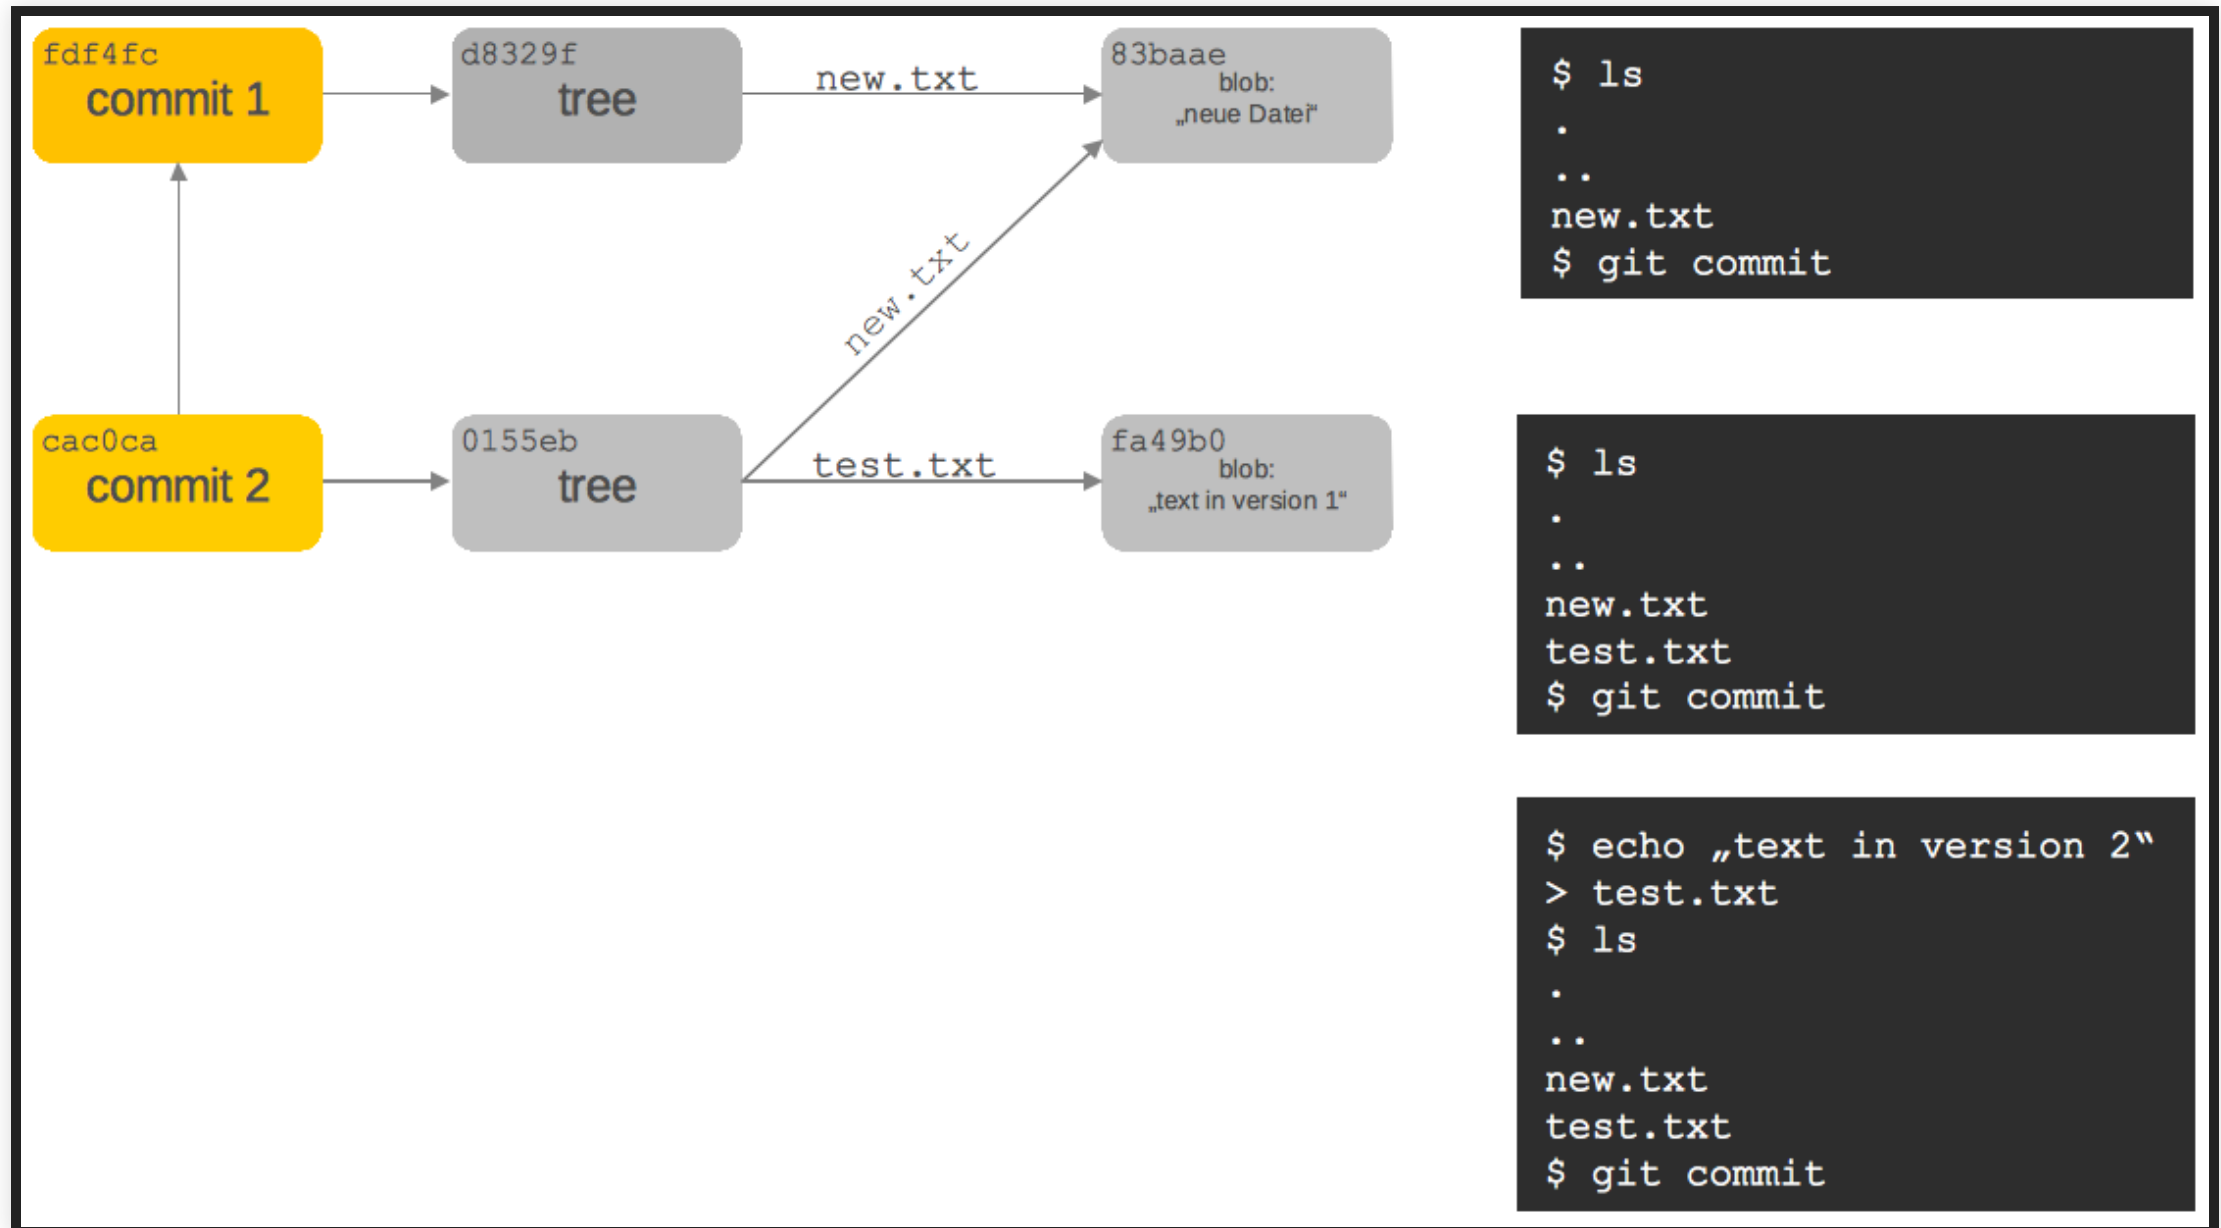 fdf4fc
commit 1
d8329f
tree
new.txt
83baae
blob:
„neue Datei“
$ ls
.
..
new.txt
$ git commit
new.txt
cac0ca
commit 2
0155eb
tree
test.txt
fa49b0
blob:
„text in version 1“
$ ls
.
..
new.txt
test.txt
$ git commit
$ echo „text in version 2“
> test.txt
$ ls
.
..
new.txt
test.txt
$ git commit